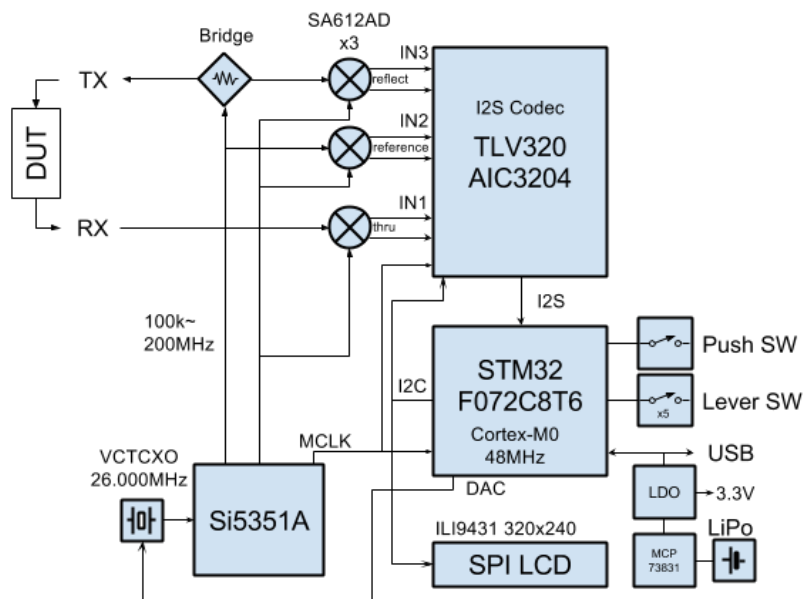 SA612AD
x3
Bridge
TX
IN3
reflect
I2S Codec
TLV320
AIC3204
IN2
reference
DUT
IN1
RX
thru
I2S
100k~
200MHz
STM32
F072C8T6
Cortex-M0
48MHz
Push SW
I2C
x5
Lever SW
MCLK
USB
VCTCXO
26.000MHz
DAC
LDO
3.3V
Si5351A
ILI9431 320x240
LiPo
SPI LCD
MCP
73831